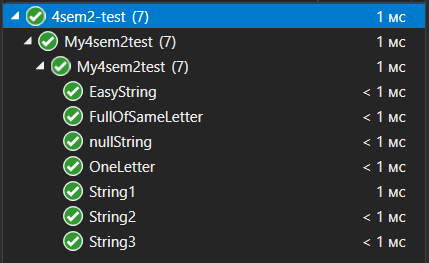 4sem2-test (7) 1 мс
My4sem2test (7) 1 мс
My4sem2test (7) 1 мс
EasyString < 1 мс
FullOfSameLetter < 1 мс
nullString < 1 мс
OneLetter < 1 мс
String1 1 мс
String2 < 1 мс
String3 < 1 мс